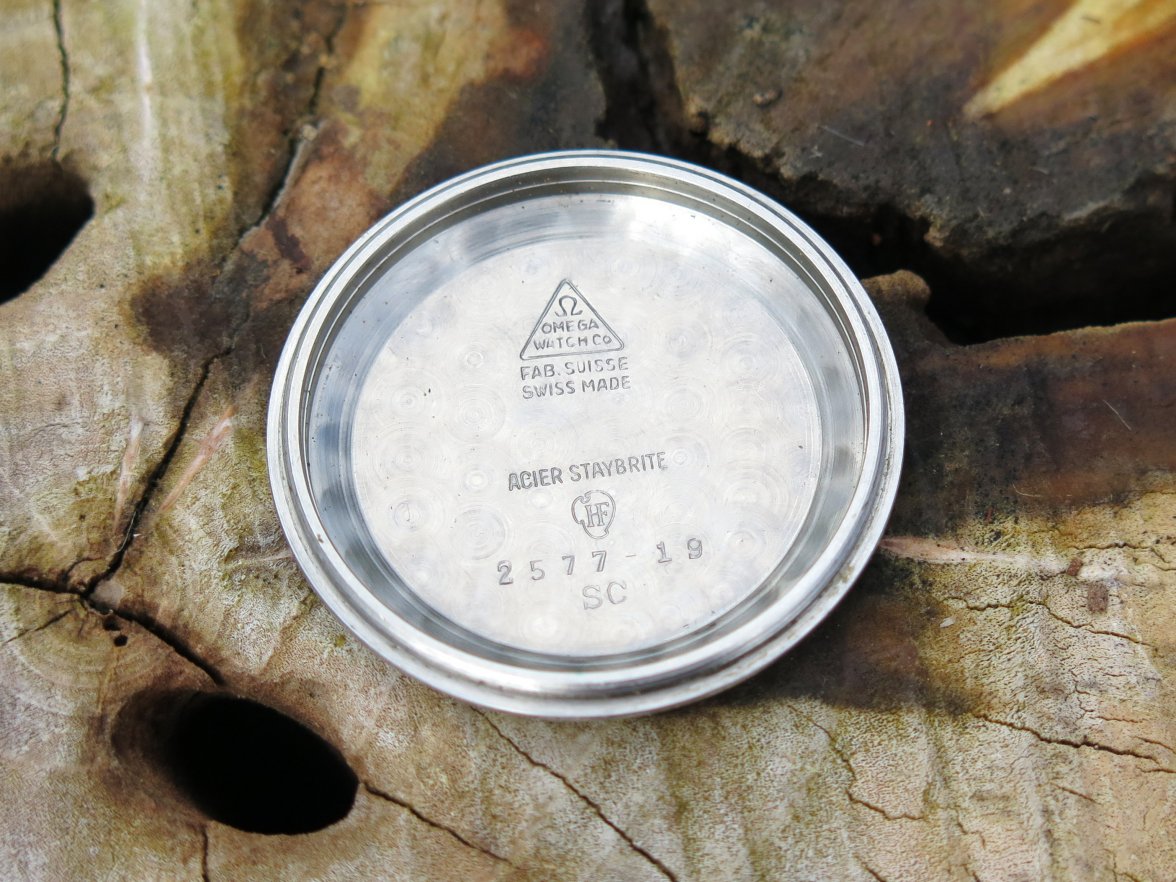 Ω
OMEGA
WATCH CO
FAB. SUISSE
SWISS MADE
ACIER STAYBRITE
HF
2577-19
SC